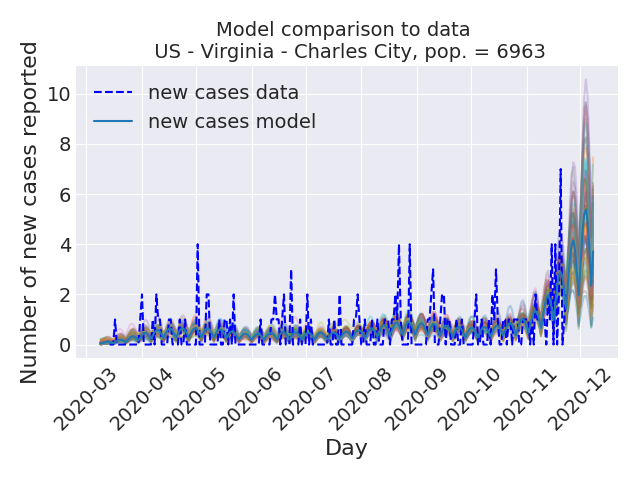 Model comparison to data
US - Virginia - Charles City, pop. = 6963
Number of new cases reported
new cases data
new cases model
10
8
6
4
2
0
2020-03
2020-04
2020-05
2020-06
2020-07
2020-08
2020-09
2020-10
2020-11
2020-12
Day